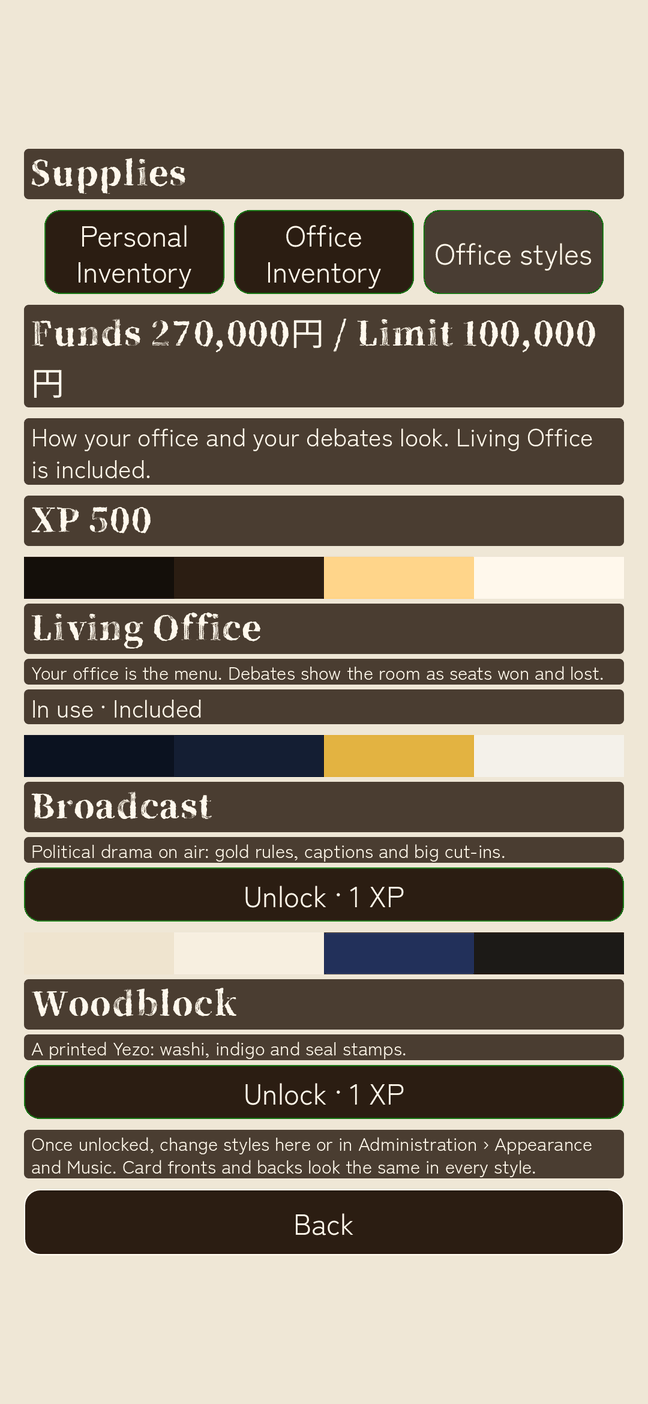 Supplies
Personal
Inventory
Office
Inventory
Office styles
Funds 270,000円 / Limit 100,000
円
How your office and your debates look. Living Office
is included.
XP 500
Living Office
Your office is the menu. Debates show the room as seats won and lost.
In use · Included
Broadcast
Political drama on air: gold rules, captions and big cut-ins.
Unlock · 1 XP
Woodblock
A printed Yezo: washi, indigo and seal stamps.
Unlock · 1 XP
Once unlocked, change styles here or in Administration › Appearance
and Music. Card fronts and backs look the same in every style.
Back